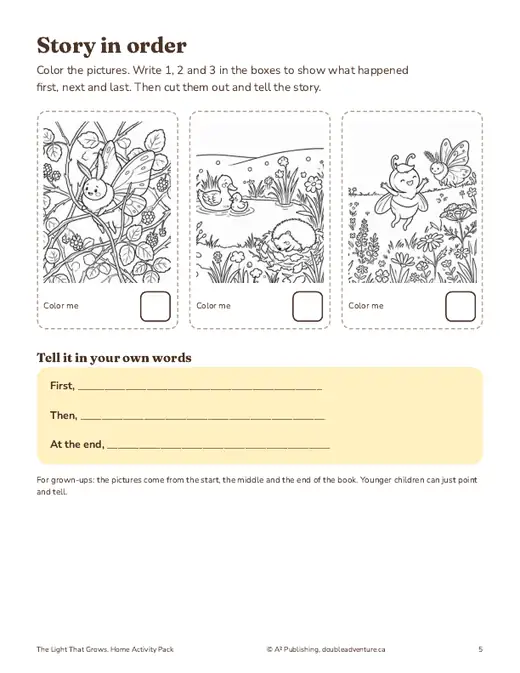 Story in order
Color the pictures. Write 1, 2 and 3 in the boxes to show what happened
first, next and last. Then cut them out and tell the story.
Color me
Color me
Color me
Tell it in your own words
First, ______________________________________________
Then, ______________________________________________
At the end, __________________________________________
For grown-ups: the pictures come from the start, the middle and the end of the book. Younger children can just point
and tell.
The Light That Grows. Home Activity Pack
© A² Publishing, doubleadventure.ca
5